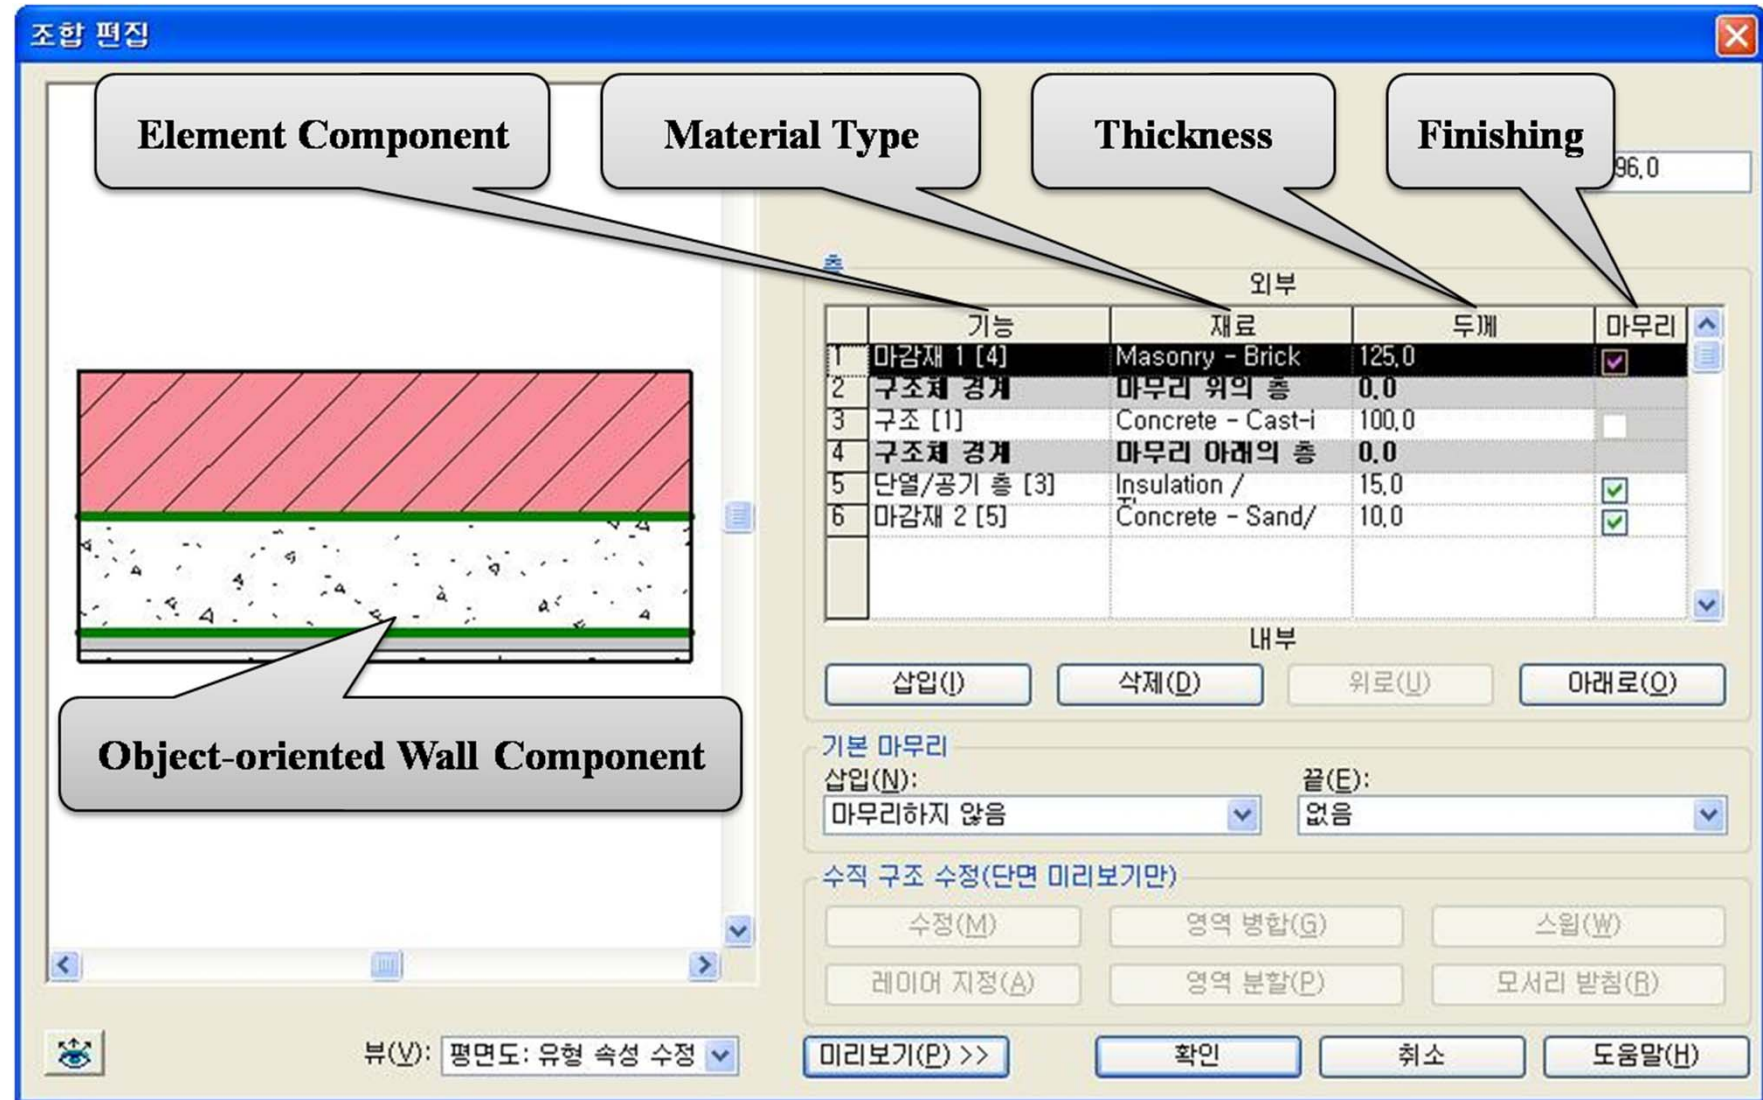 조합 편집
Element Component
Material Type
Thickness
Finishing
96,0
층
외부
기능 재료 두께 마무리
1 마감재 1 [4] Masonry - Brick 125,0
2 구조체 경계 마무리 위의 층 0,0
3 구조 [1] Concrete - Cast-i 100,0
4 구조체 경계 마무리 아래의 층 0,0
5 단열/공기 층 [3] Insulation / 15,0
6 마감재 2 [5] Concrete - Sand/ 10,0
내부
삽입(I) 삭제(D) 위로(U) 아래로(O)
Object-oriented Wall Component
기본 마무리
삽입(N): 끝(E):
마무리하지 않음 없음
수직 구조 수정(단면 미리보기만)
수정(M) 영역 병합(G) 스윕(W)
레이어 지정(A) 영역 분할(P) 모서리 받침(R)
뷰(V): 평면도: 유형 속성 수정 미리보기(P) >> 확인 취소 도움말(H)